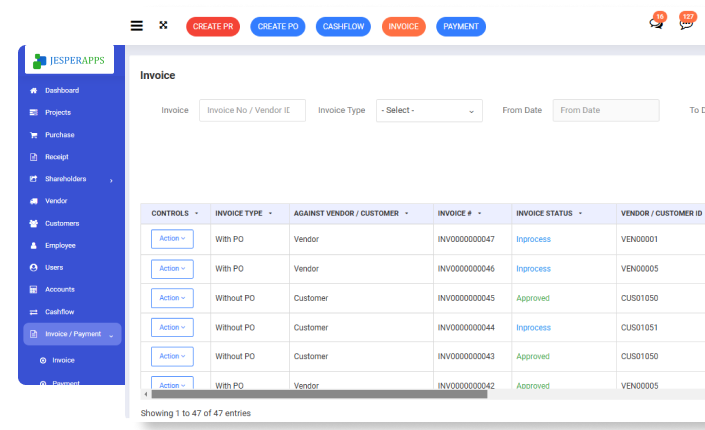 CREATE PR CREATE PO CASHFLOW INVOICE PAYMENT 16 127
JESPERAPPS
Dashboard
Projects
Purchase
Receipt
Shareholders
Vendor
Customers
Employee
Users
Accounts
Cashflow
Invoice / Payment
Invoice
Payment
Invoice
Invoice Invoice No / Vendor ID Invoice Type - Select - From Date From Date To D
CONTROLS INVOICE TYPE AGAINST VENDOR / CUSTOMER INVOICE # INVOICE STATUS VENDOR / CUSTOMER ID
Action With PO Vendor INV0000000047 Inprocess VEN00001
Action With PO Vendor INV0000000046 Inprocess VEN00005
Action Without PO Customer INV0000000045 Approved CUS01050
Action Without PO Customer INV0000000044 Inprocess CUS01051
Action Without PO Customer INV0000000043 Approved CUS01050
Action With PO Vendor INV0000000042 Approved VEN00005
Showing 1 to 47 of 47 entries